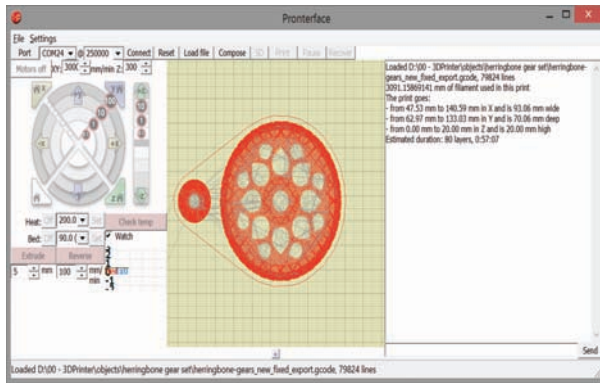 Pronterface
File Settings
Port COM24 @ 250000 Connect Reset Load file Compose SD Print Pause Recover
Motors off XY: 3000 mm/min Z: 300
Heat: Off 200.0 Set Check temp
Bed: Off 90.0 ( Set Watch
Extrude Reverse
5 mm 100 mm/
min
Loaded D:\00 - 3DPrinter\objects\herringbone gear set\herringbone-
gears_new_fixed_export.gcode, 79824 lines
3091.15869141 mm of filament used in this print
The print goes:
- from 47.53 mm to 140.59 mm in X and is 93.06 mm wide
- from 62.97 mm to 133.03 mm in Y and is 70.06 mm deep
- from 0.00 mm to 20.00 mm in Z and is 20.00 mm high
Estimated duration: 80 layers, 0:57:07
Send
Loaded D:\00 - 3DPrinter\objects\herringbone gear set\herringbone-gears_new_fixed_export.gcode, 79824 lines